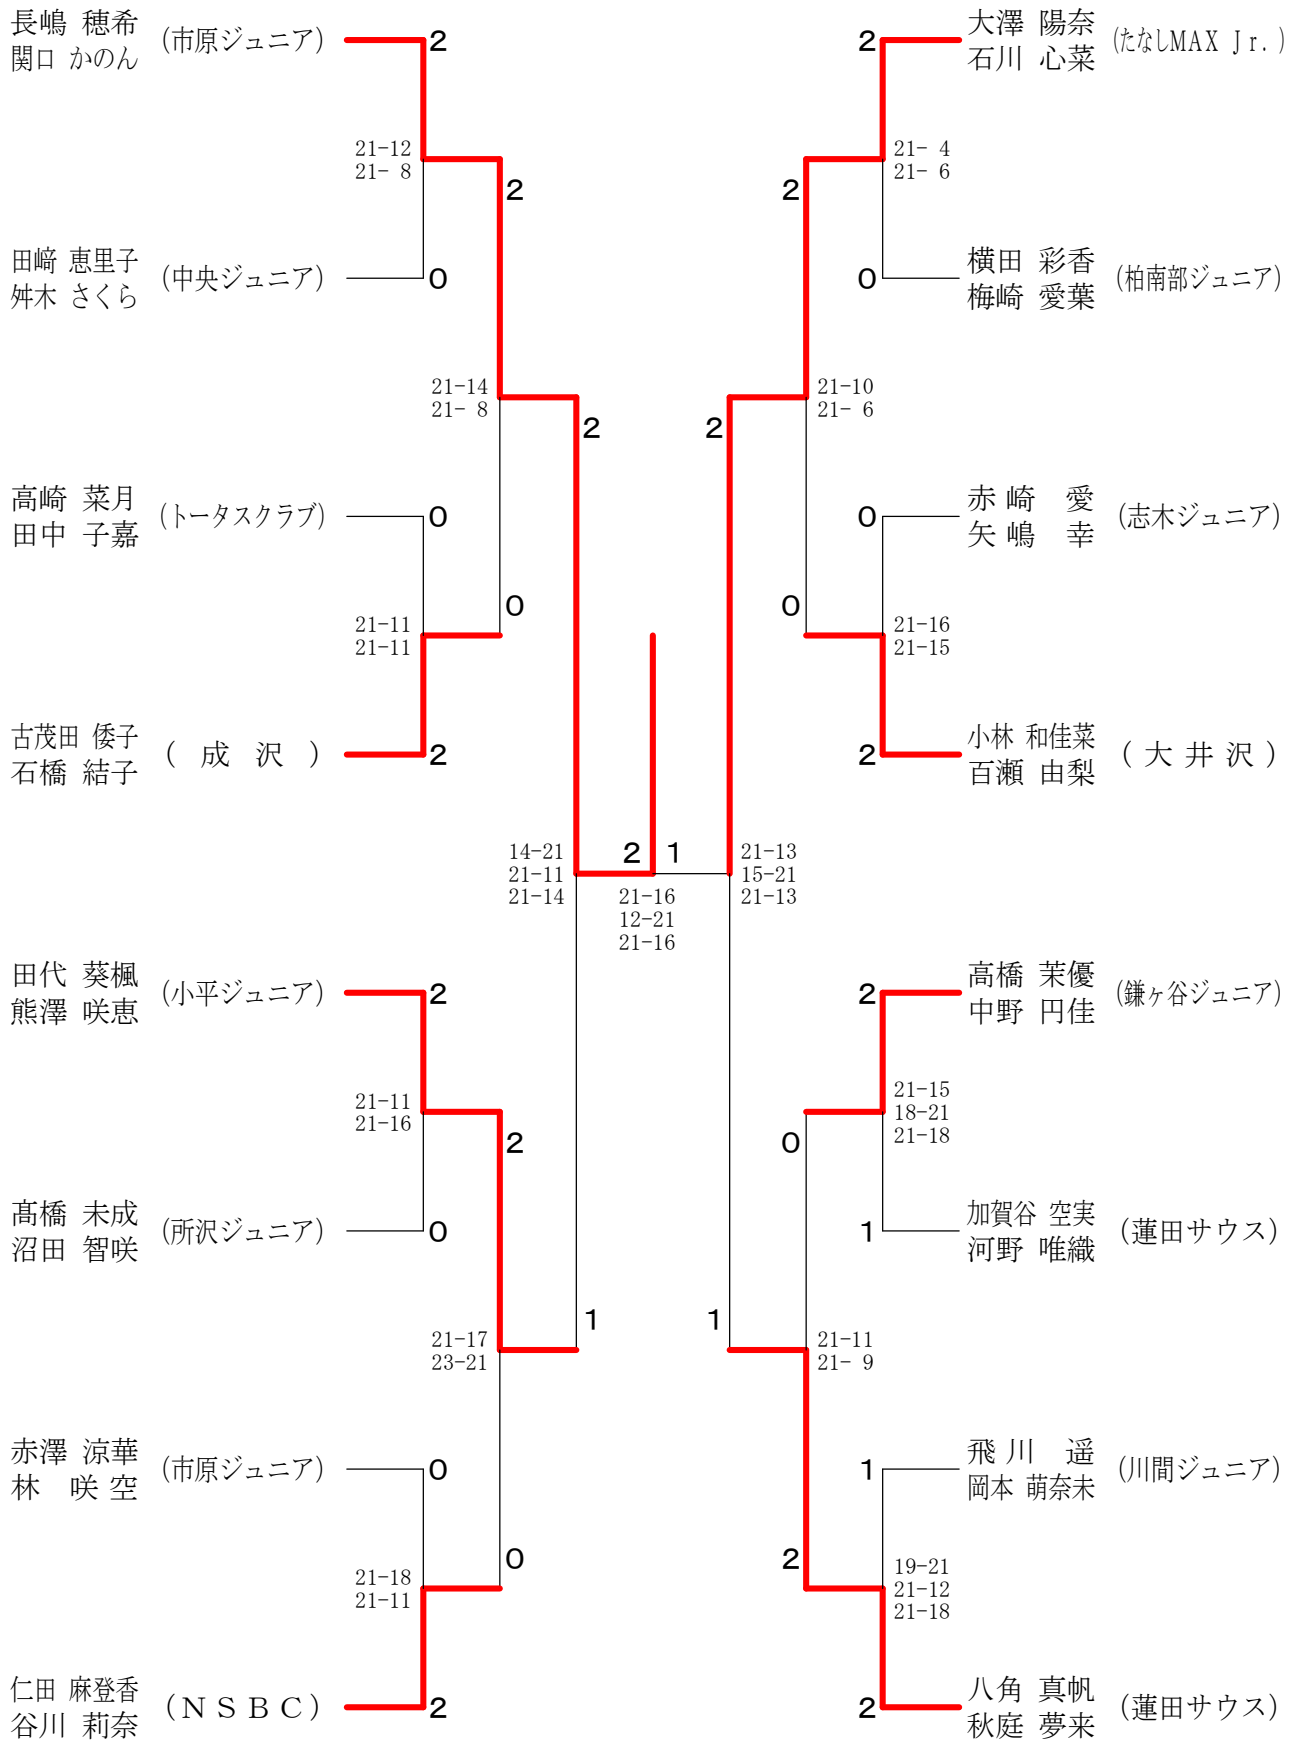 長嶋 穂希
関口 かのん
(市原ジュニア)
2
21-12
21- 8
2
田﨑 恵里子
舛木 さくら
(中央ジュニア)
0
21-14
21- 8
2
高崎 菜月
田中 子嘉
(トータスクラブ)
0
21-11
21-11
0
古茂田 倭子
石橋 結子
( 成 沢 )
2
14-21
21-11
21-14
田代 葵楓
熊澤 咲恵
(小平ジュニア)
2
21-11
21-16
2
髙橋 未成
沼田 智咲
(所沢ジュニア)
0
21-17
23-21
1
赤澤 涼華
林 咲空
(市原ジュニア)
0
21-18
21-11
0
仁田 麻登香
谷川 莉奈
(NSBC)
2
2 1
21-16
12-21
21-16
大澤 陽奈
石川 心菜
(たなしMAX Jr.)
2
21- 4
21- 6
2
横田 彩香
梅崎 愛葉
(柏南部ジュニア)
0
21-10
21- 6
2
赤崎 愛
矢嶋 幸
(志木ジュニア)
0
21-16
21-15
0
小林 和佳菜
百瀬 由梨
(大井沢)
2
21-13
15-21
21-13
高橋 茉優
中野 円佳
(鎌ヶ谷ジュニア)
2
21-15
18-21
21-18
0
加賀谷 空実
河野 唯織
(蓮田サウス)
1
21-11
21- 9
1
飛川 遥
岡本 萌奈未
(川間ジュニア)
1
19-21
21-12
21-18
2
八角 真帆
秋庭 夢来
(蓮田サウス)
2